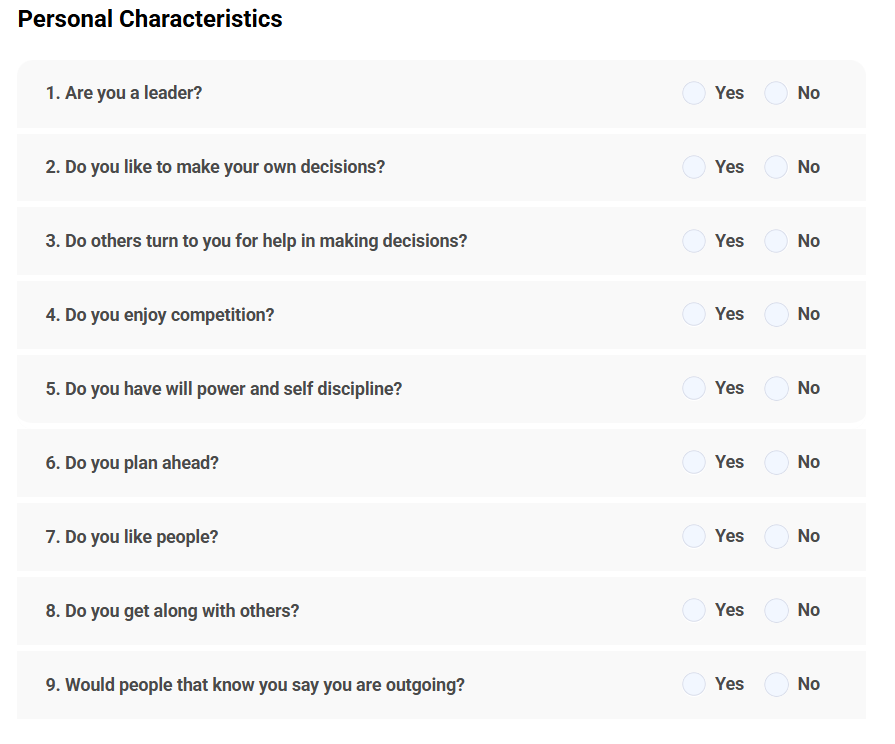 Personal Characteristics
1. Are you a leader? Yes No
2. Do you like to make your own decisions? Yes No
3. Do others turn to you for help in making decisions? Yes No
4. Do you enjoy competition? Yes No
5. Do you have will power and self discipline? Yes No
6. Do you plan ahead? Yes No
7. Do you like people? Yes No
8. Do you get along with others? Yes No
9. Would people that know you say you are outgoing? Yes No